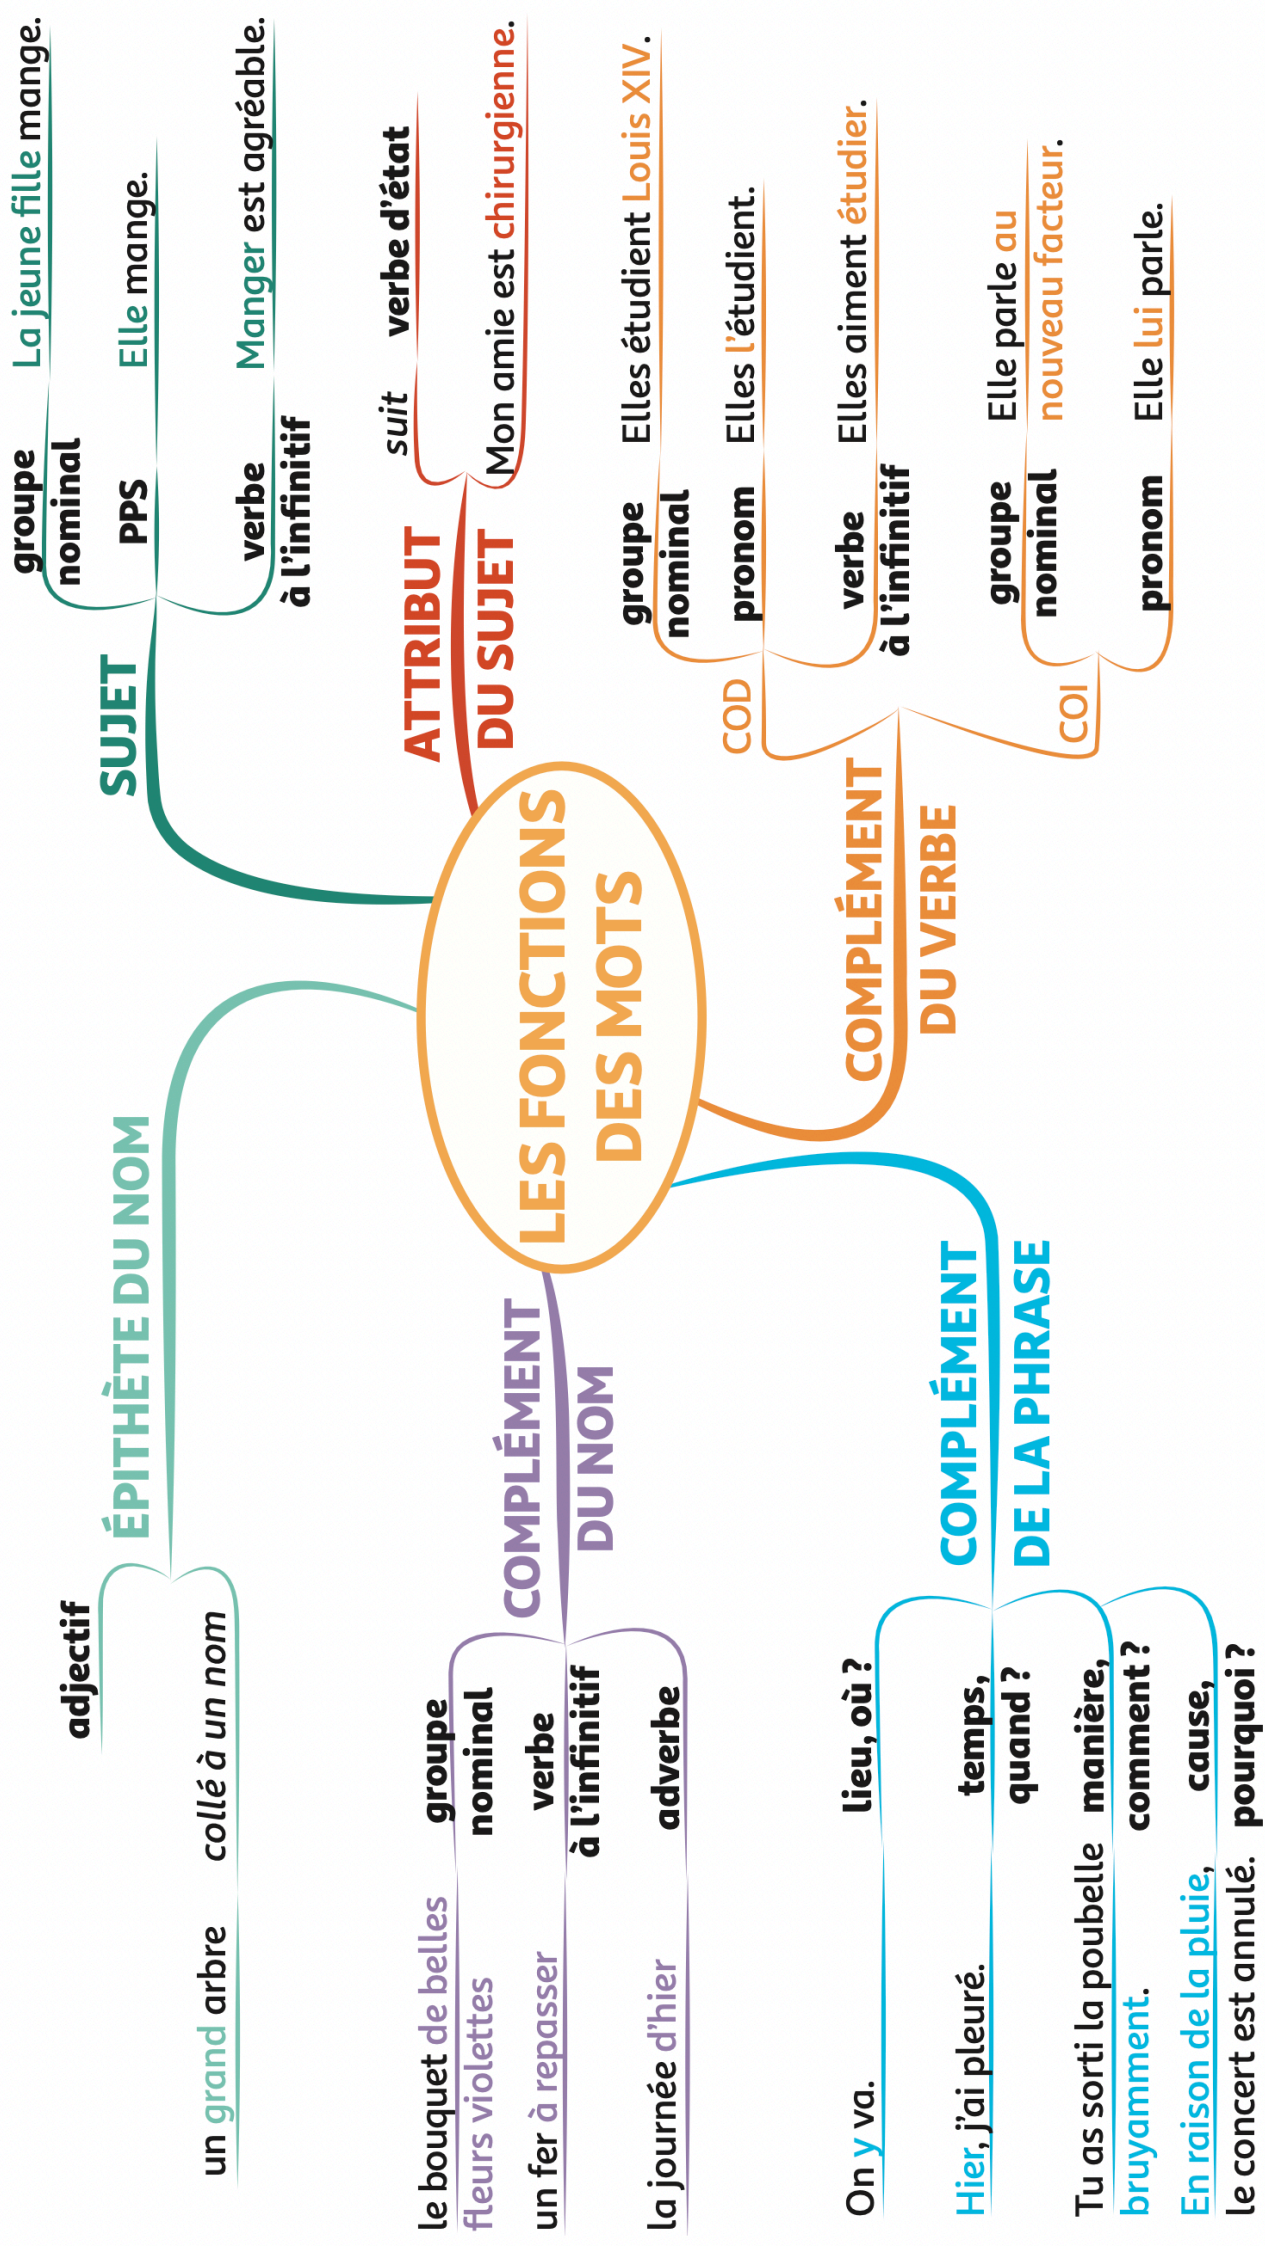 LES FONCTIONS
DES MOTS
SUJET
groupe
nominal
La jeune fille mange.
PPS
Elle mange.
verbe
à l'infinitif
Manger est agréable.
ATTRIBUT
DU SUJET
suit
verbe d'état
Mon amie est chirurgienne.
COMPLÉMENT
DU VERBE
COD
groupe
nominal
Elles étudient Louis XIV.
pronom
Elles l'étudient.
verbe
à l'infinitif
Elles aiment étudier.
COI
groupe
nominal
Elle parle au
nouveau facteur.
pronom
Elle lui parle.
ÉPITHÈTE DU NOM
adjectif
collé à un nom
un grand arbre
COMPLÉMENT
DU NOM
groupe
nominal
le bouquet de belles
fleurs violettes
verbe
à l'infinitif
un fer à repasser
adverbe
la journée d'hier
COMPLÉMENT
DE LA PHRASE
lieu, où ?
On y va.
temps,
quand ?
Hier, j'ai pleuré.
manière,
comment ?
Tu as sorti la poubelle
bruyamment.
cause,
pourquoi ?
En raison de la pluie,
le concert est annulé.